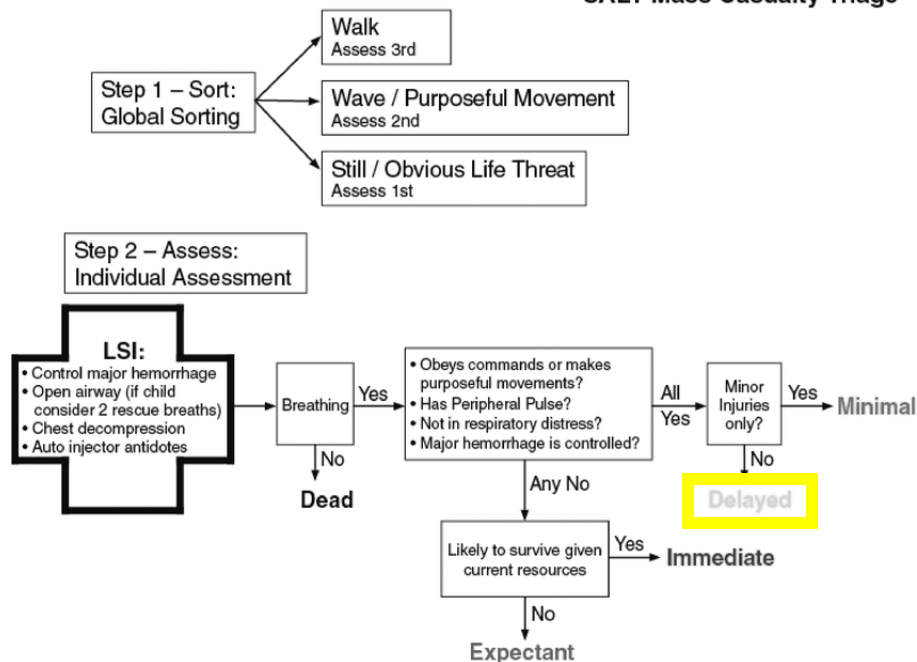 SALT Mass Casualty Triage
Walk
Assess 3rd
Step 1 – Sort:
Global Sorting
Wave / Purposeful Movement
Assess 2nd
Still / Obvious Life Threat
Assess 1st
Step 2 – Assess:
Individual Assessment
LSI:
• Control major hemorrhage
• Open airway (if child
consider 2 rescue breaths)
• Chest decompression
• Auto injector antidotes
Breathing
Yes
No
Dead
• Obeys commands or makes
purposeful movements?
• Has Peripheral Pulse?
• Not in respiratory distress?
• Major hemorrhage is controlled?
All
Yes
Minor
Injuries
only?
Yes
Minimal
No
Delayed
Any No
Likely to survive given
current resources
Yes
Immediate
No
Expectant